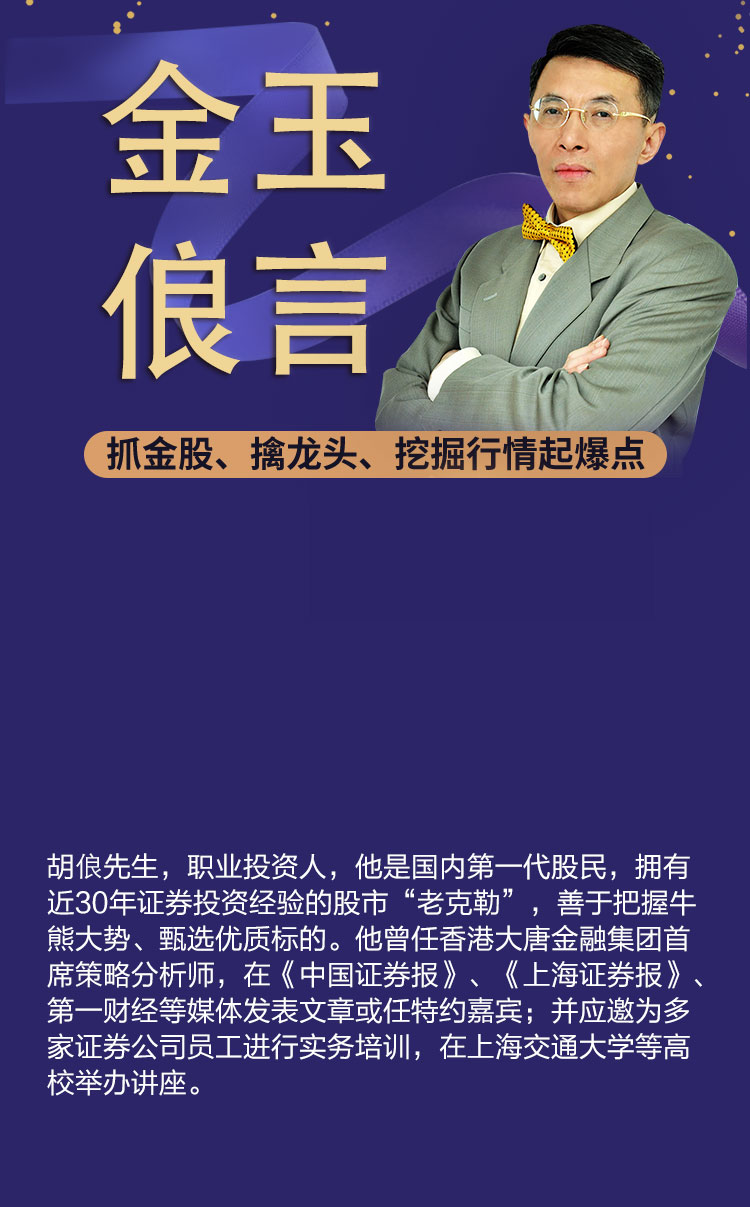 金玉
俍言
抓金股、擒龙头、挖掘行情起爆点
胡俍先生，职业投资人，他是国内第一代股民，拥有
近30年证券投资经验的股市“老克勒”，善于把握牛
熊大势、甄选优质标的。他曾任香港大唐金融集团首
席策略分析师，在《中国证券报》、《上海证券报》、
第一财经等媒体发表文章或任特约嘉宾；并应邀为多
家证券公司员工进行实务培训，在上海交通大学等高
校举办讲座。